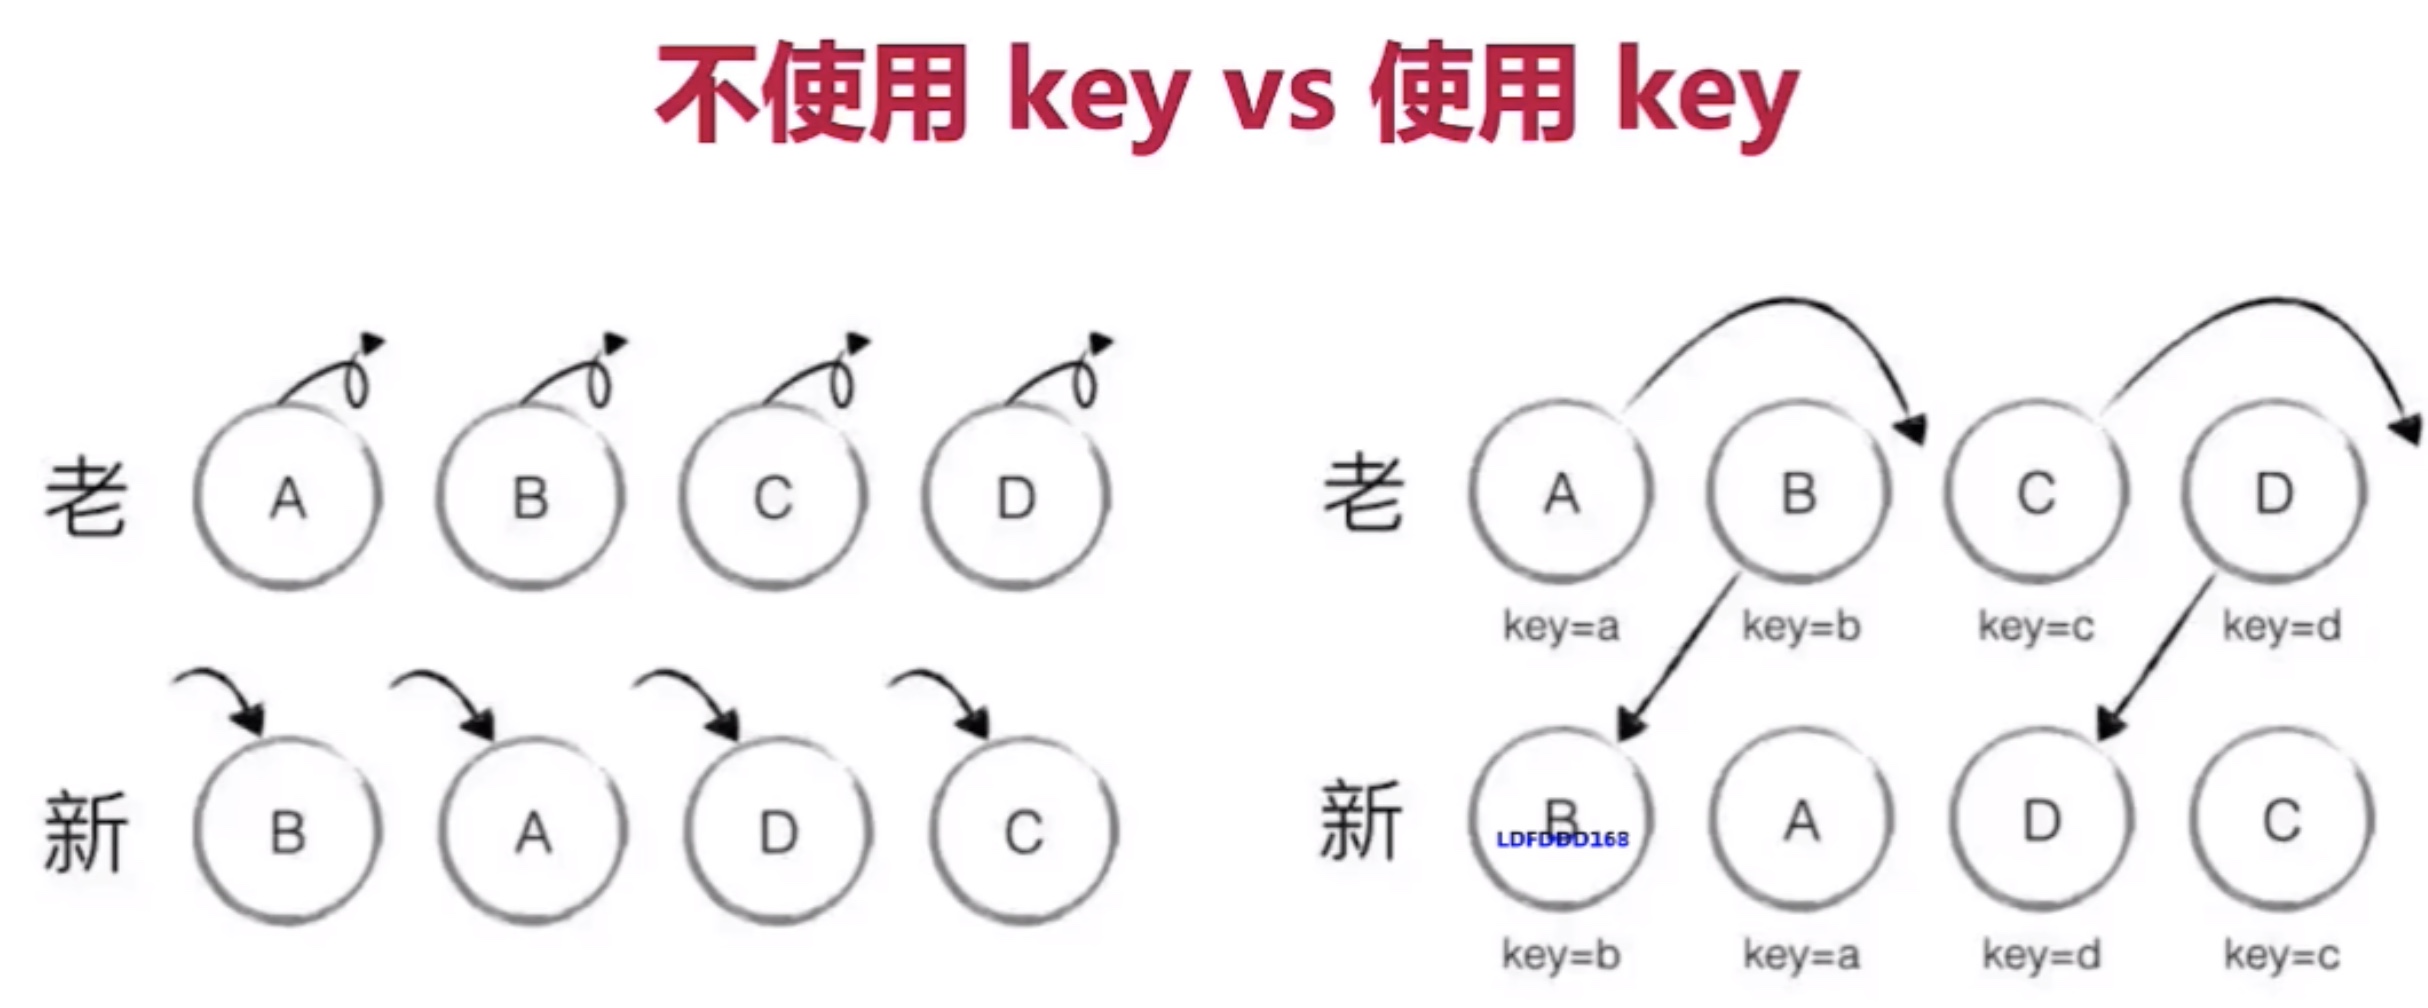 不使用 key vs 使用 key
老 A B C D
新 B A D C
老 A B C D
key=a key=b key=c key=d
新 B A D C
LDFDDD168
key=b key=a key=d key=c